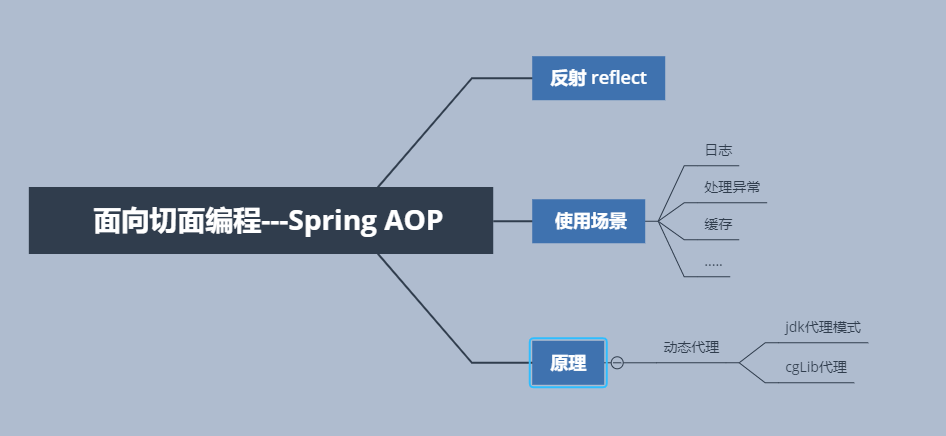 反射 reflect
日志
处理异常
面向切面编程---Spring AOP
使用场景
缓存
.....
jdk代理模式
原理
动态代理
cgLib代理